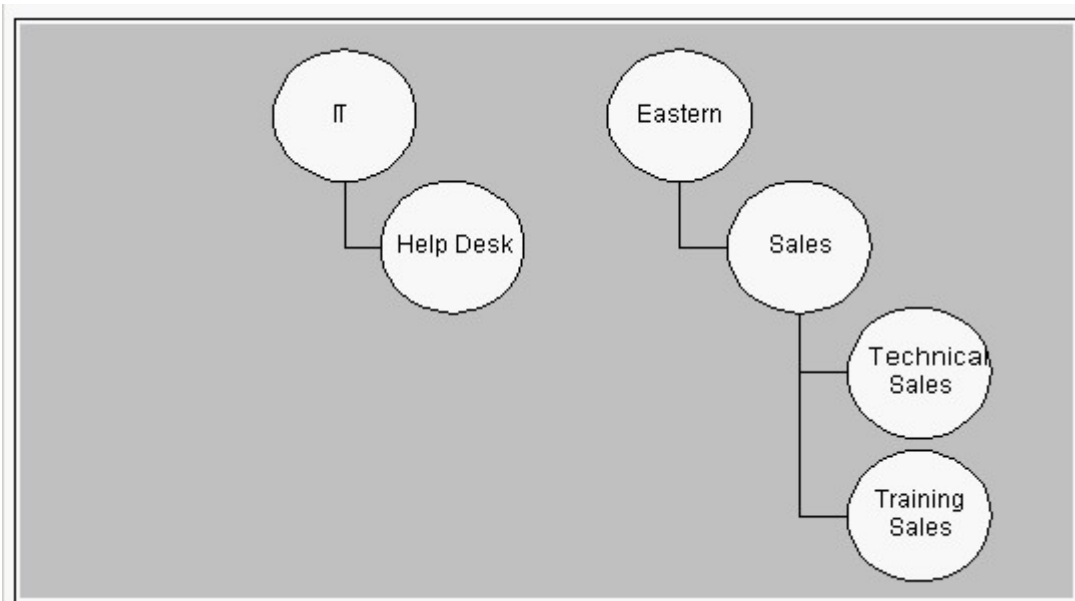 IT
Eastern
Help Desk
Sales
Technical
Sales
Training
Sales